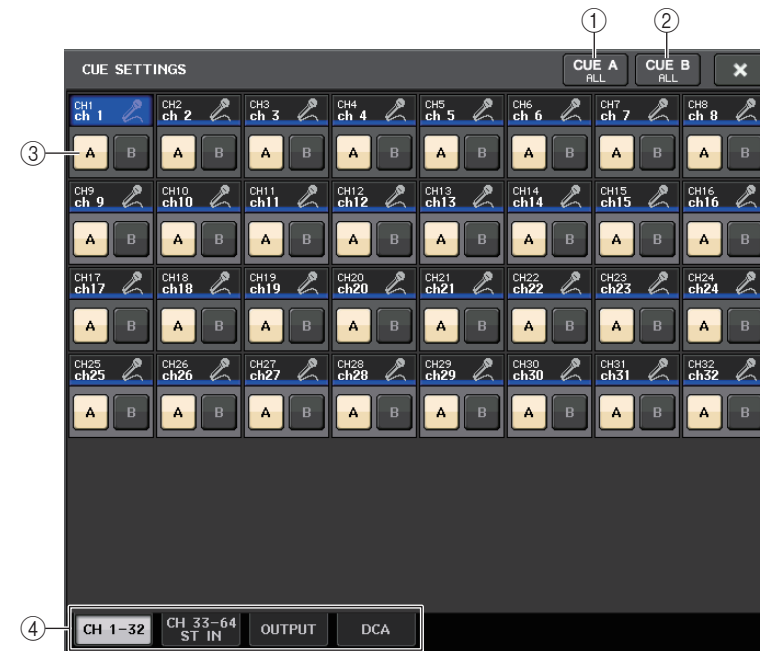 ① ②
CUE SETTINGS CUE A ALL CUE B ALL ×
CH1 CH2 CH3 CH4 CH5 CH6 CH7 CH8
ch 1 ch 2 ch 3 ch 4 ch 5 ch 6 ch 7 ch 8
③ A B A B A B A B A B A B A B A B
CH9 CH10 CH11 CH12 CH13 CH14 CH15 CH16
ch 9 ch10 ch11 ch12 ch13 ch14 ch15 ch16
A B A B A B A B A B A B A B A B
CH17 CH18 CH19 CH20 CH21 CH22 CH23 CH24
ch17 ch18 ch19 ch20 ch21 ch22 ch23 ch24
A B A B A B A B A B A B A B A B
CH25 CH26 CH27 CH28 CH29 CH30 CH31 CH32
ch25 ch26 ch27 ch28 ch29 ch30 ch31 ch32
A B A B A B A B A B A B A B A B
④ CH 1-32 CH 33-64 ST IN OUTPUT DCA